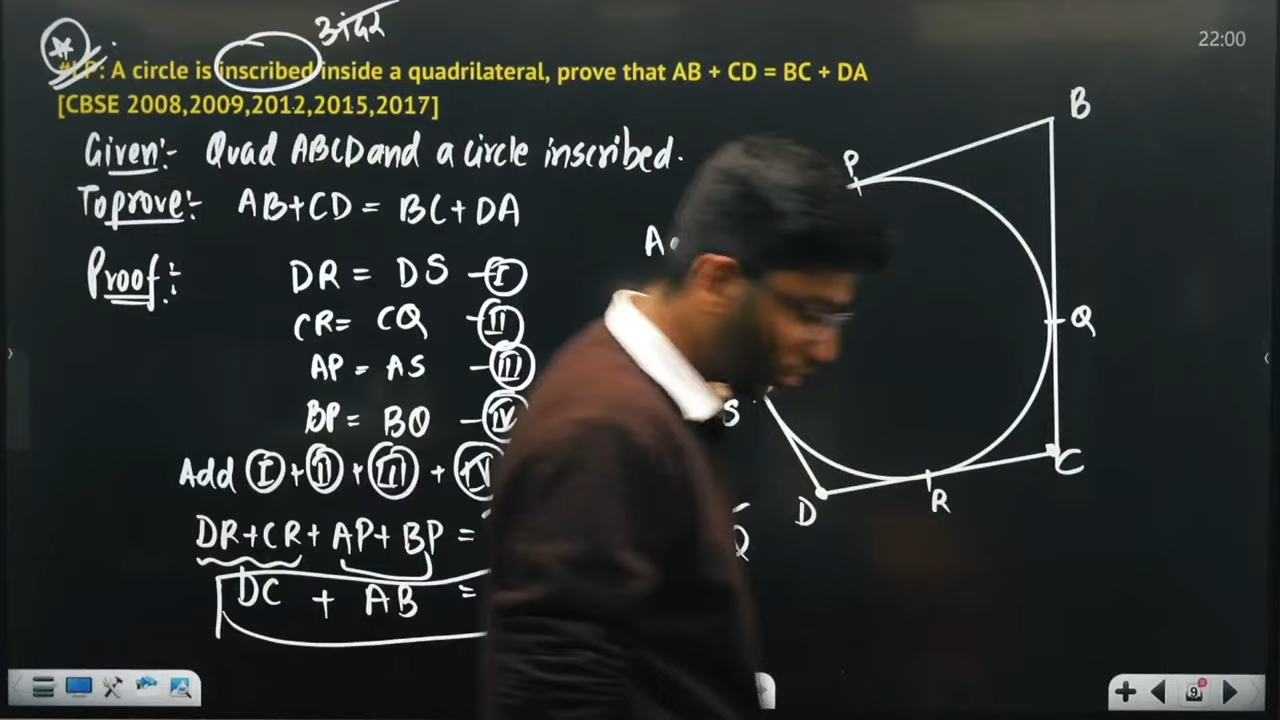 22:00
#LP: A circle is inscribed inside a quadrilateral, prove that AB + CD = BC + DA
[CBSE 2008,2009,2012,2015,2017]
Given:- Quad ABCD and a circle inscribed.
To prove:- AB+CD = BC+DA
Proof:-
DR = DS - I
CR = CQ - II
AP = AS - III
BP = BQ - IV
Add I + II + III + IV
DR+CR+ AP+ BP =
DC + AB =
B
P
A
Q
S
C
D
R
Q
9